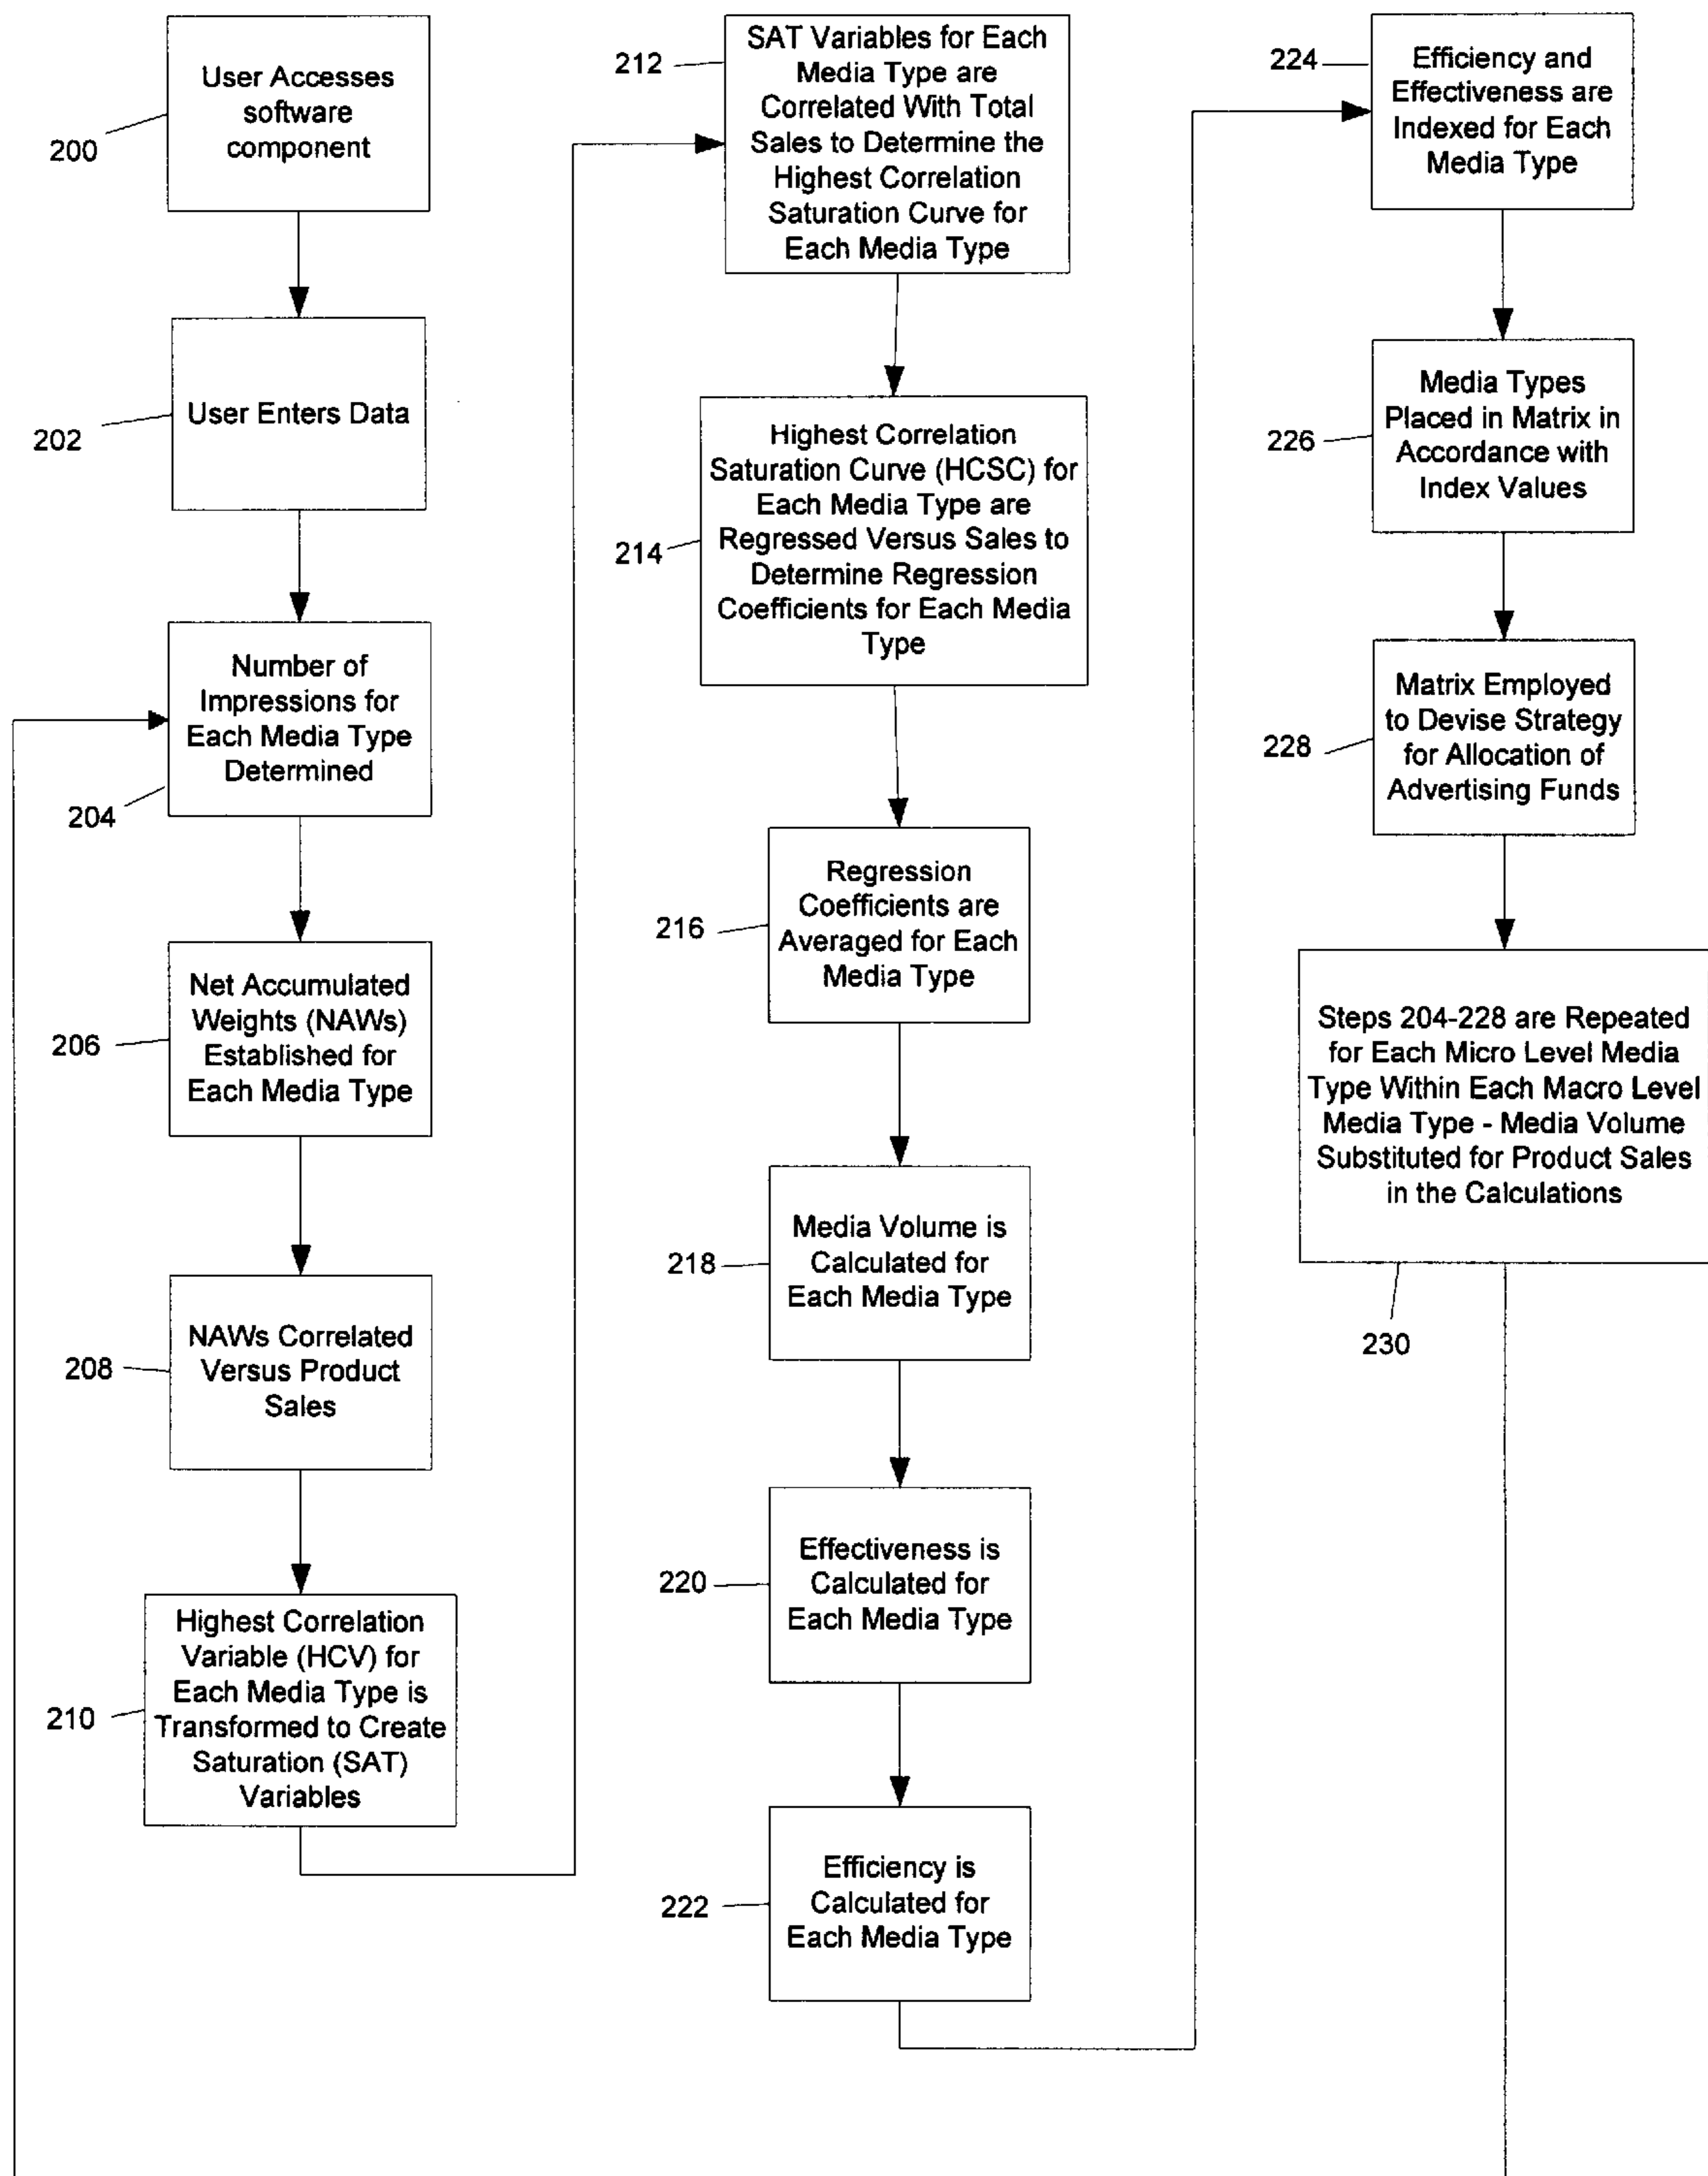 User Accesses
software
component
200
User Enters Data
202
Number of
Impressions for
Each Media Type
Determined
204
Net Accumulated
Weights (NAWs)
Established for
Each Media Type
206
NAWs Correlated
Versus Product
Sales
208
Highest Correlation
Variable (HCV) for
Each Media Type is
Transformed to Create
Saturation (SAT)
Variables
210
SAT Variables for Each
Media Type are
Correlated With Total
Sales to Determine the
Highest Correlation
Saturation Curve for
Each Media Type
212
Highest Correlation
Saturation Curve (HCSC) for
Each Media Type are
Regressed Versus Sales to
Determine Regression
Coefficients for Each Media
Type
214
Regression
Coefficients are
Averaged for Each
Media Type
216
Media Volume is
Calculated for
Each Media Type
218
Effectiveness is
Calculated for
Each Media Type
220
Efficiency is
Calculated for
Each Media Type
222
Efficiency and
Effectiveness are
Indexed for Each
Media Type
224
Media Types
Placed in Matrix in
Accordance with
Index Values
226
Matrix Employed
to Devise Strategy
for Allocation of
Advertising Funds
228
Steps 204-228 are Repeated
for Each Micro Level Media
Type Within Each Macro Level
Media Type - Media Volume
Substituted for Product Sales
in the Calculations
230